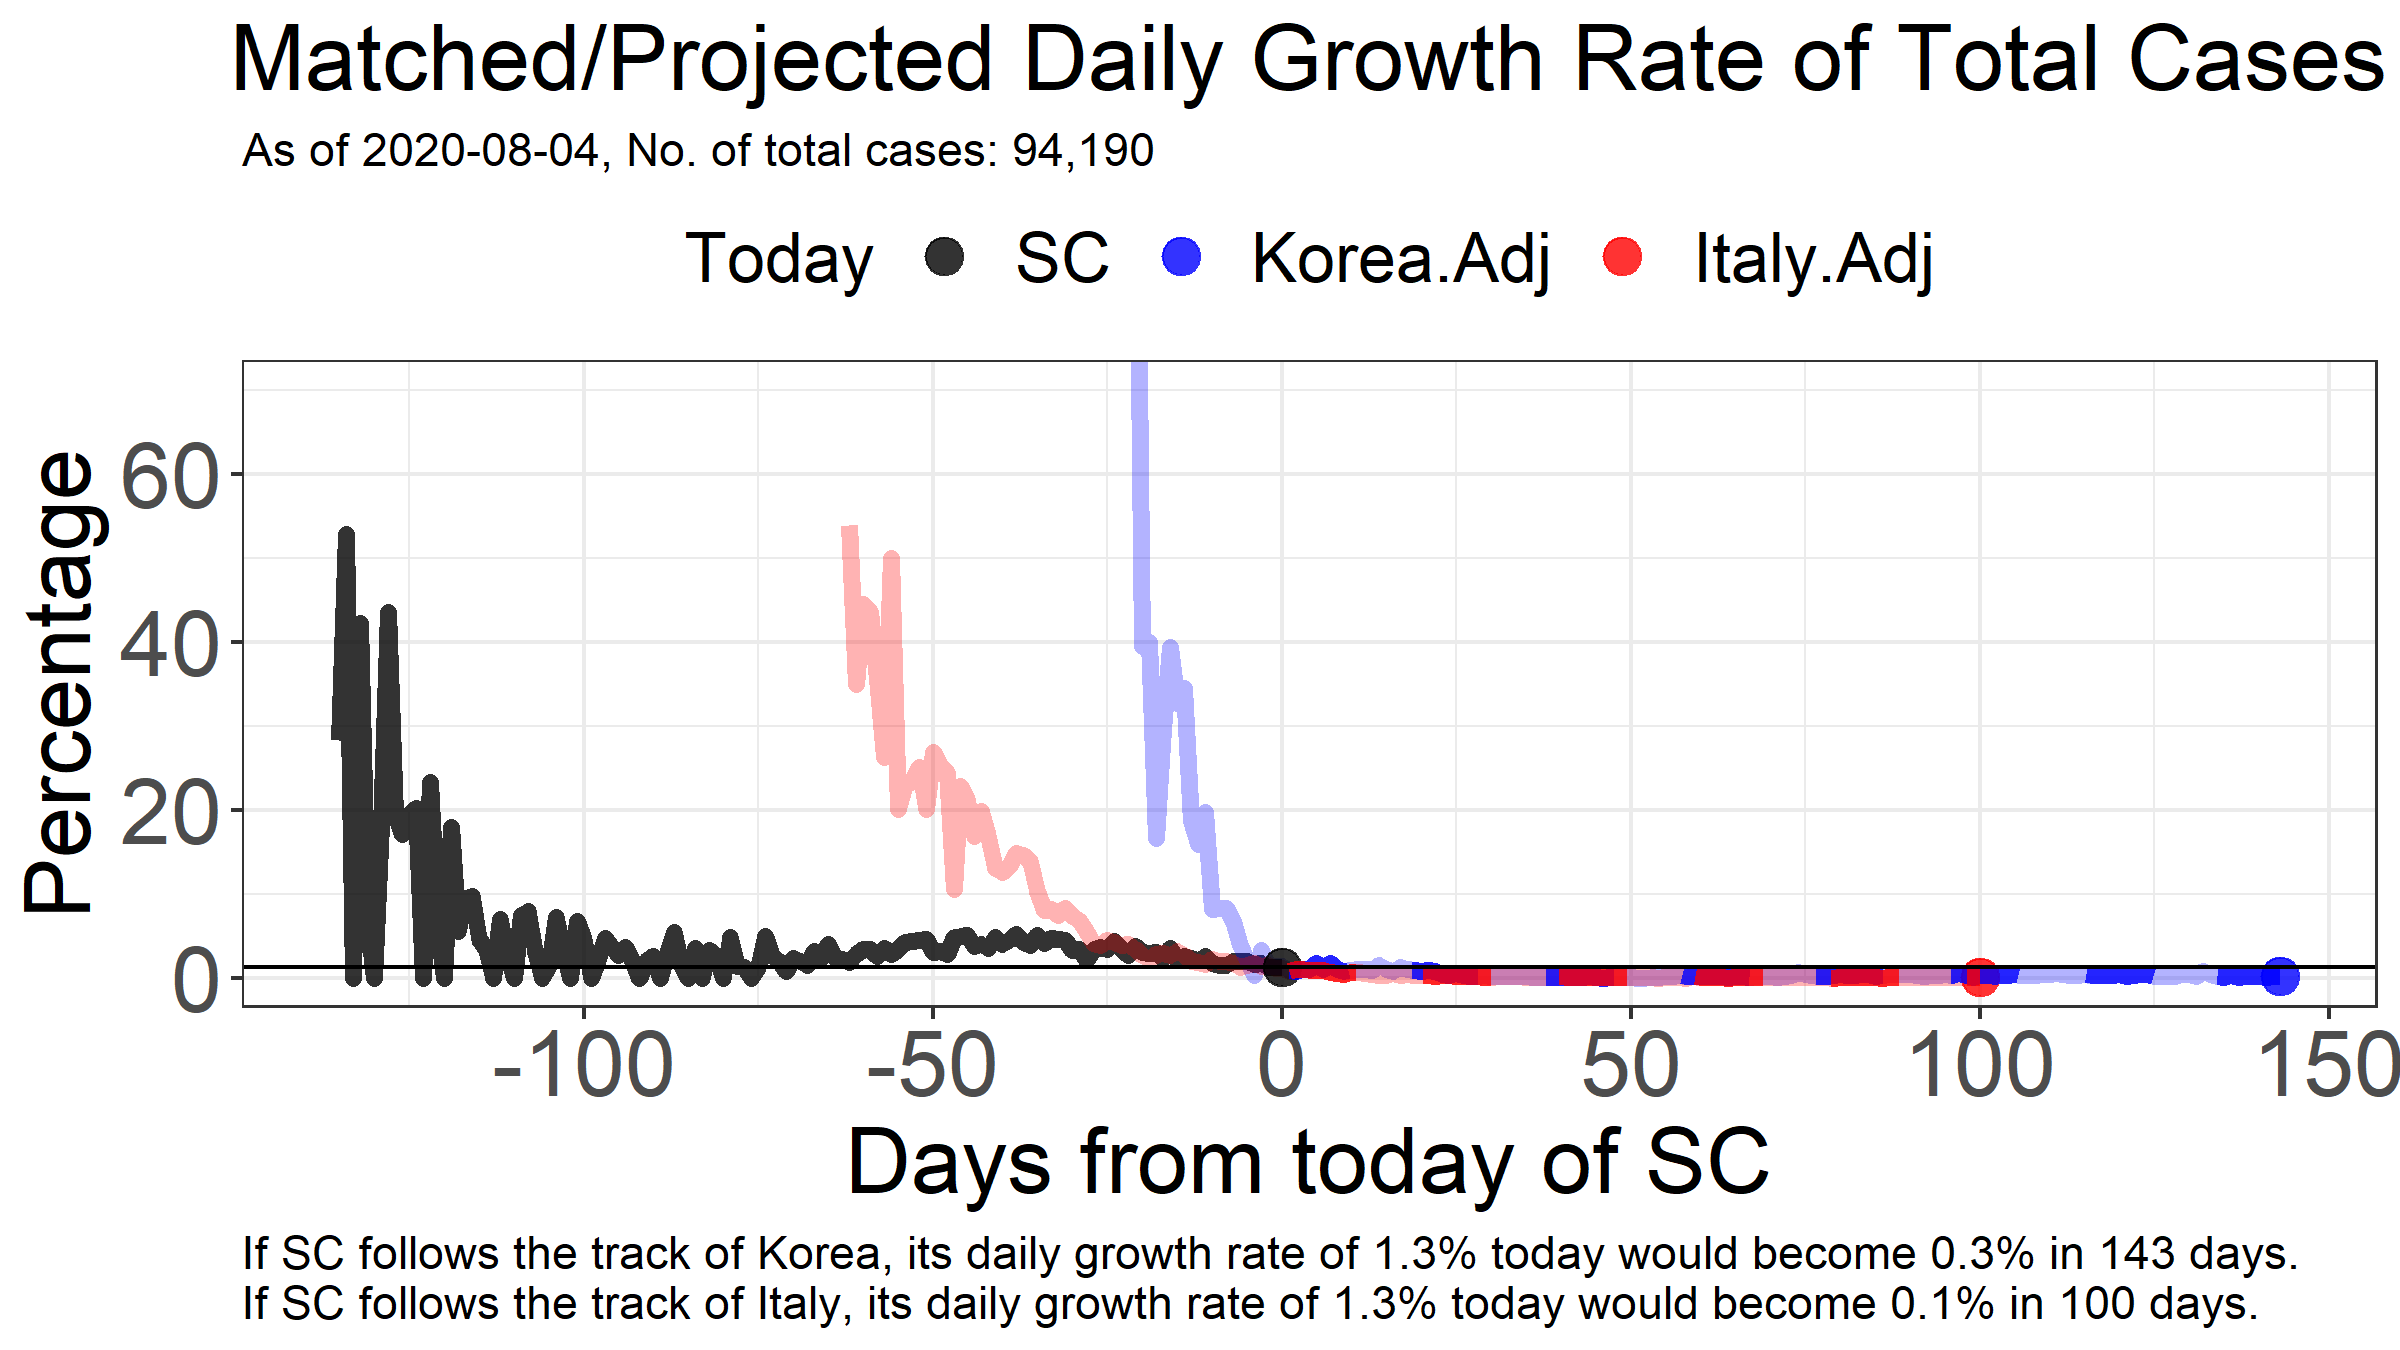 Matched/Projected Daily Growth Rate of Total Cases
As of 2020-08-04, No. of total cases: 94,190
Today SC Korea.Adj Italy.Adj
Percentage
60
40
20
0
-100 -50 0 50 100 150
Days from today of SC
If SC follows the track of Korea, its daily growth rate of 1.3% today would become 0.3% in 143 days.
If SC follows the track of Italy, its daily growth rate of 1.3% today would become 0.1% in 100 days.